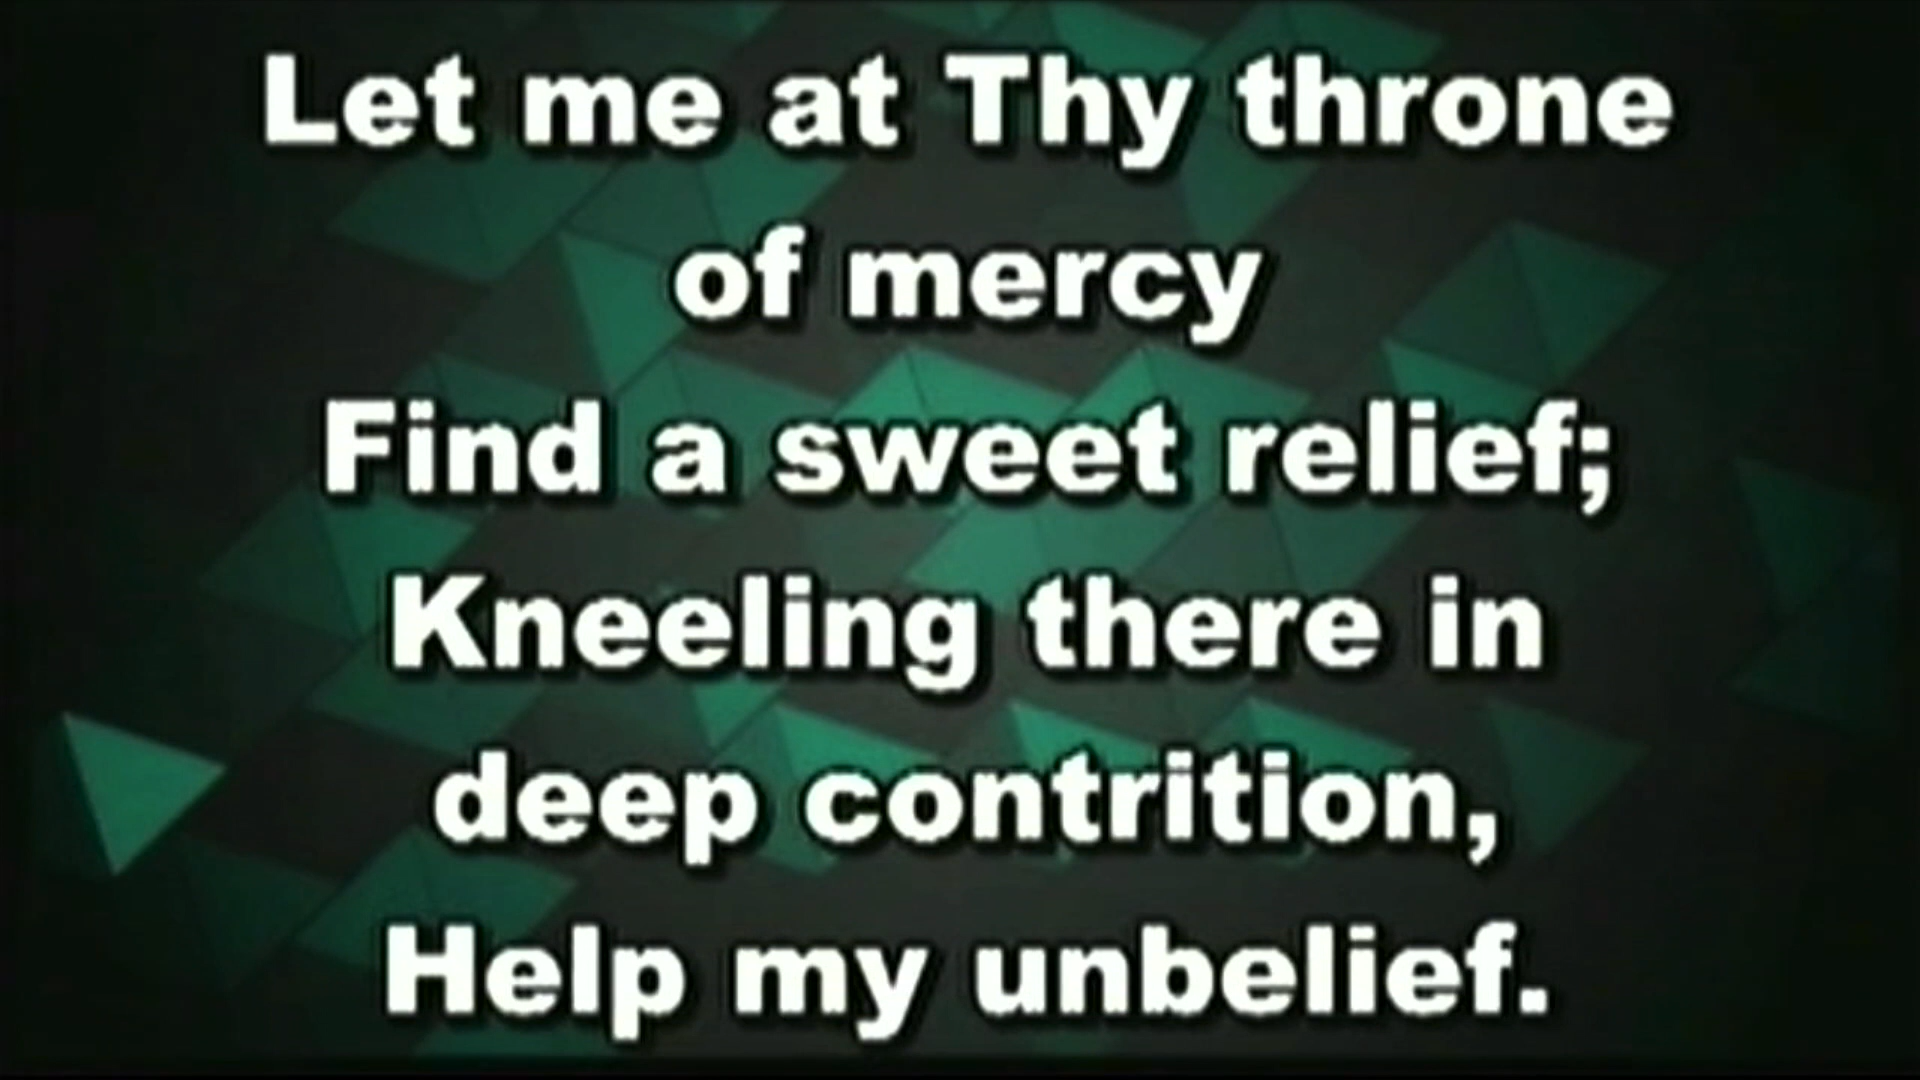 Let me at Thy throne
of mercy
Find a sweet relief;
Kneeling there in
deep contrition,
Help my unbelief.